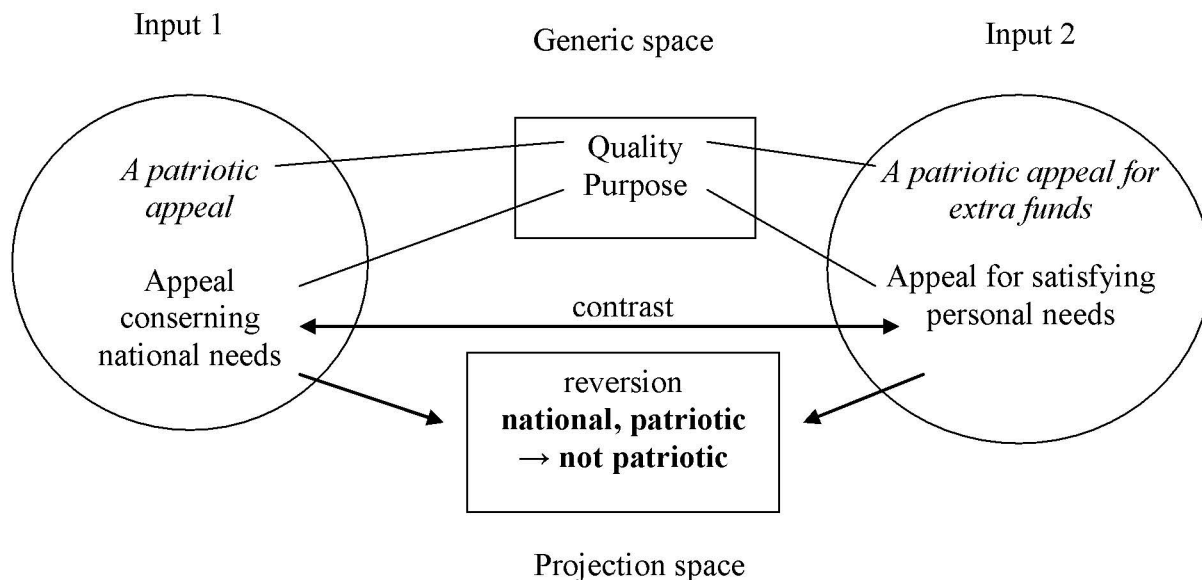 Input 1
Generic space
Input 2
A patriotic
appeal
Appeal
conserning
national needs
Quality
Purpose
A patriotic appeal for
extra funds
Appeal for satisfying
personal needs
contrast
reversion
national, patriotic
→ not patriotic
Projection space